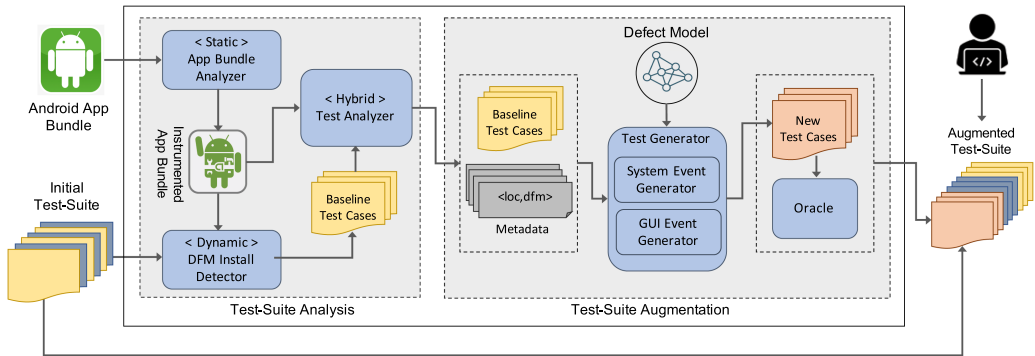 Android App
Bundle
Initial
Test-Suite
< Static >
App Bundle
Analyzer
Instrumented
App Bundle
< Dynamic >
DFM Install
Detector
< Hybrid >
Test Analyzer
Baseline
Test Cases
Test-Suite Analysis
Defect Model
Baseline
Test Cases
<loc,dfm>
Metadata
Test Generator
System Event
Generator
GUI Event
Generator
New
Test Cases
Oracle
Test-Suite Augmentation
</>
Augmented
Test-Suite